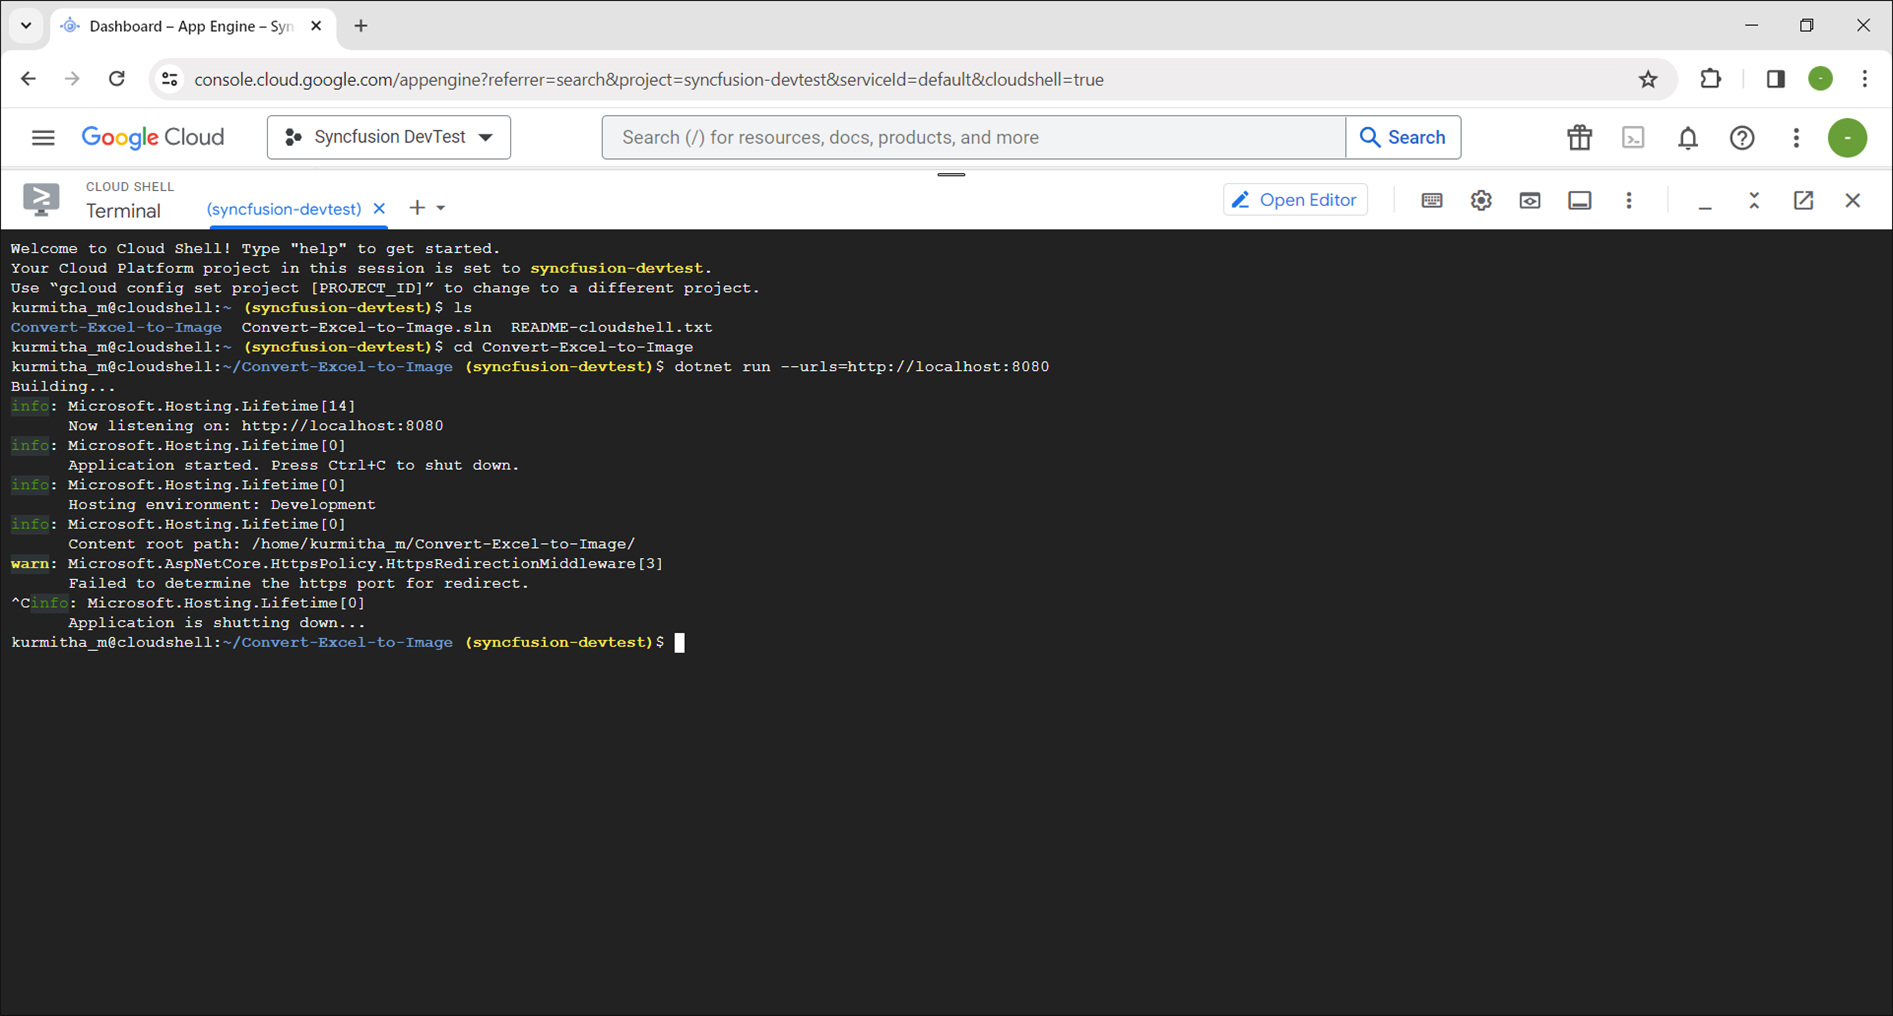 Dashboard – App Engine – Syn
console.cloud.google.com/appengine?referrer=search&project=syncfusion-devtest&serviceId=default&cloudshell=true
Google Cloud
Syncfusion DevTest
Search (/) for resources, docs, products, and more
Search
CLOUD SHELL
Terminal
(syncfusion-devtest)
Open Editor
Welcome to Cloud Shell! Type "help" to get started.
Your Cloud Platform project in this session is set to syncfusion-devtest.
Use “gcloud config set project [PROJECT_ID]” to change to a different project.
kurmitha_m@cloudshell:~ (syncfusion-devtest)$ ls
Convert-Excel-to-Image  Convert-Excel-to-Image.sln  README-cloudshell.txt
kurmitha_m@cloudshell:~ (syncfusion-devtest)$ cd Convert-Excel-to-Image
kurmitha_m@cloudshell:~/Convert-Excel-to-Image (syncfusion-devtest)$ dotnet run --urls=http://localhost:8080
Building...
info: Microsoft.Hosting.Lifetime[14]
Now listening on: http://localhost:8080
info: Microsoft.Hosting.Lifetime[0]
Application started. Press Ctrl+C to shut down.
info: Microsoft.Hosting.Lifetime[0]
Hosting environment: Development
info: Microsoft.Hosting.Lifetime[0]
Content root path: /home/kurmitha_m/Convert-Excel-to-Image/
warn: Microsoft.AspNetCore.HttpsPolicy.HttpsRedirectionMiddleware[3]
Failed to determine the https port for redirect.
^Cinfo: Microsoft.Hosting.Lifetime[0]
Application is shutting down...
kurmitha_m@cloudshell:~/Convert-Excel-to-Image (syncfusion-devtest)$